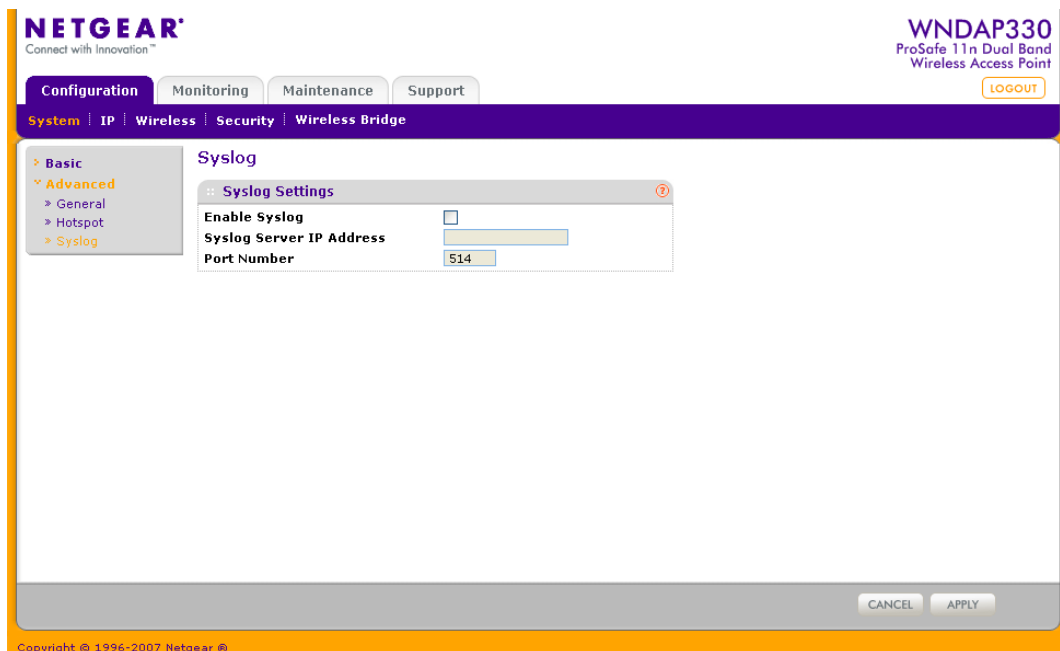 NETGEAR®
Connect with Innovation™
WNDAP330
ProSafe 11n Dual Band
Wireless Access Point
Configuration Monitoring Maintenance Support
LOGOUT
System IP Wireless Security Wireless Bridge
Basic
Advanced
» General
» Hotspot
» Syslog
Syslog
Syslog Settings ?
Enable Syslog
Syslog Server IP Address
Port Number 514
CANCEL APPLY
Copyright © 1996-2007 Netgear ®